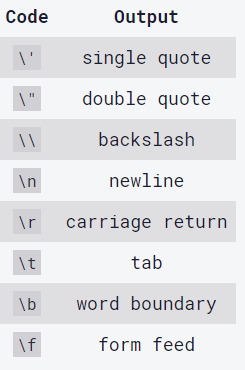 Code Output
\' single quote
\" double quote
\\ backslash
\n newline
\r carriage return
\t tab
\b word boundary
\f form feed